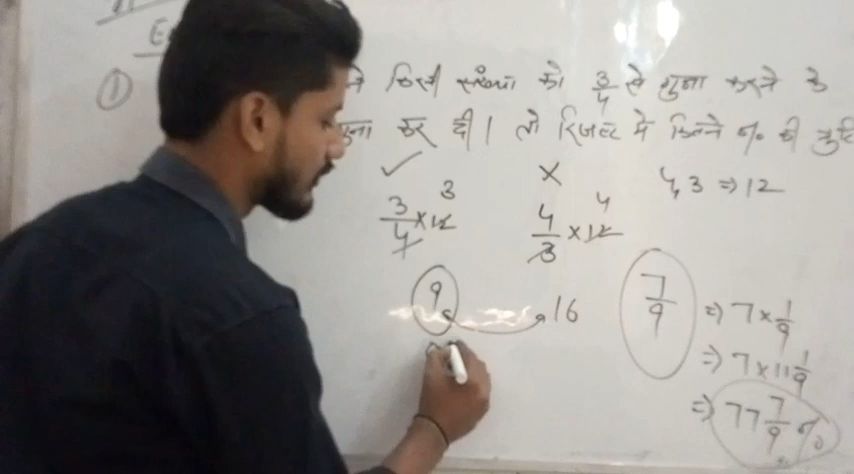 ①
किसी संख्या को 3/4 से गुना करने के
गुना कर दी। तो रिजल्ट में कितने % की त्रुटि
✓ ×
3/4 × 12 3
4/3 × 12 4
4, 3 ⇒ 12
9 16
7/9 ⇒ 7 × 1/9
⇒ 7 × 11 1/9
⇒ 77 7/9 %